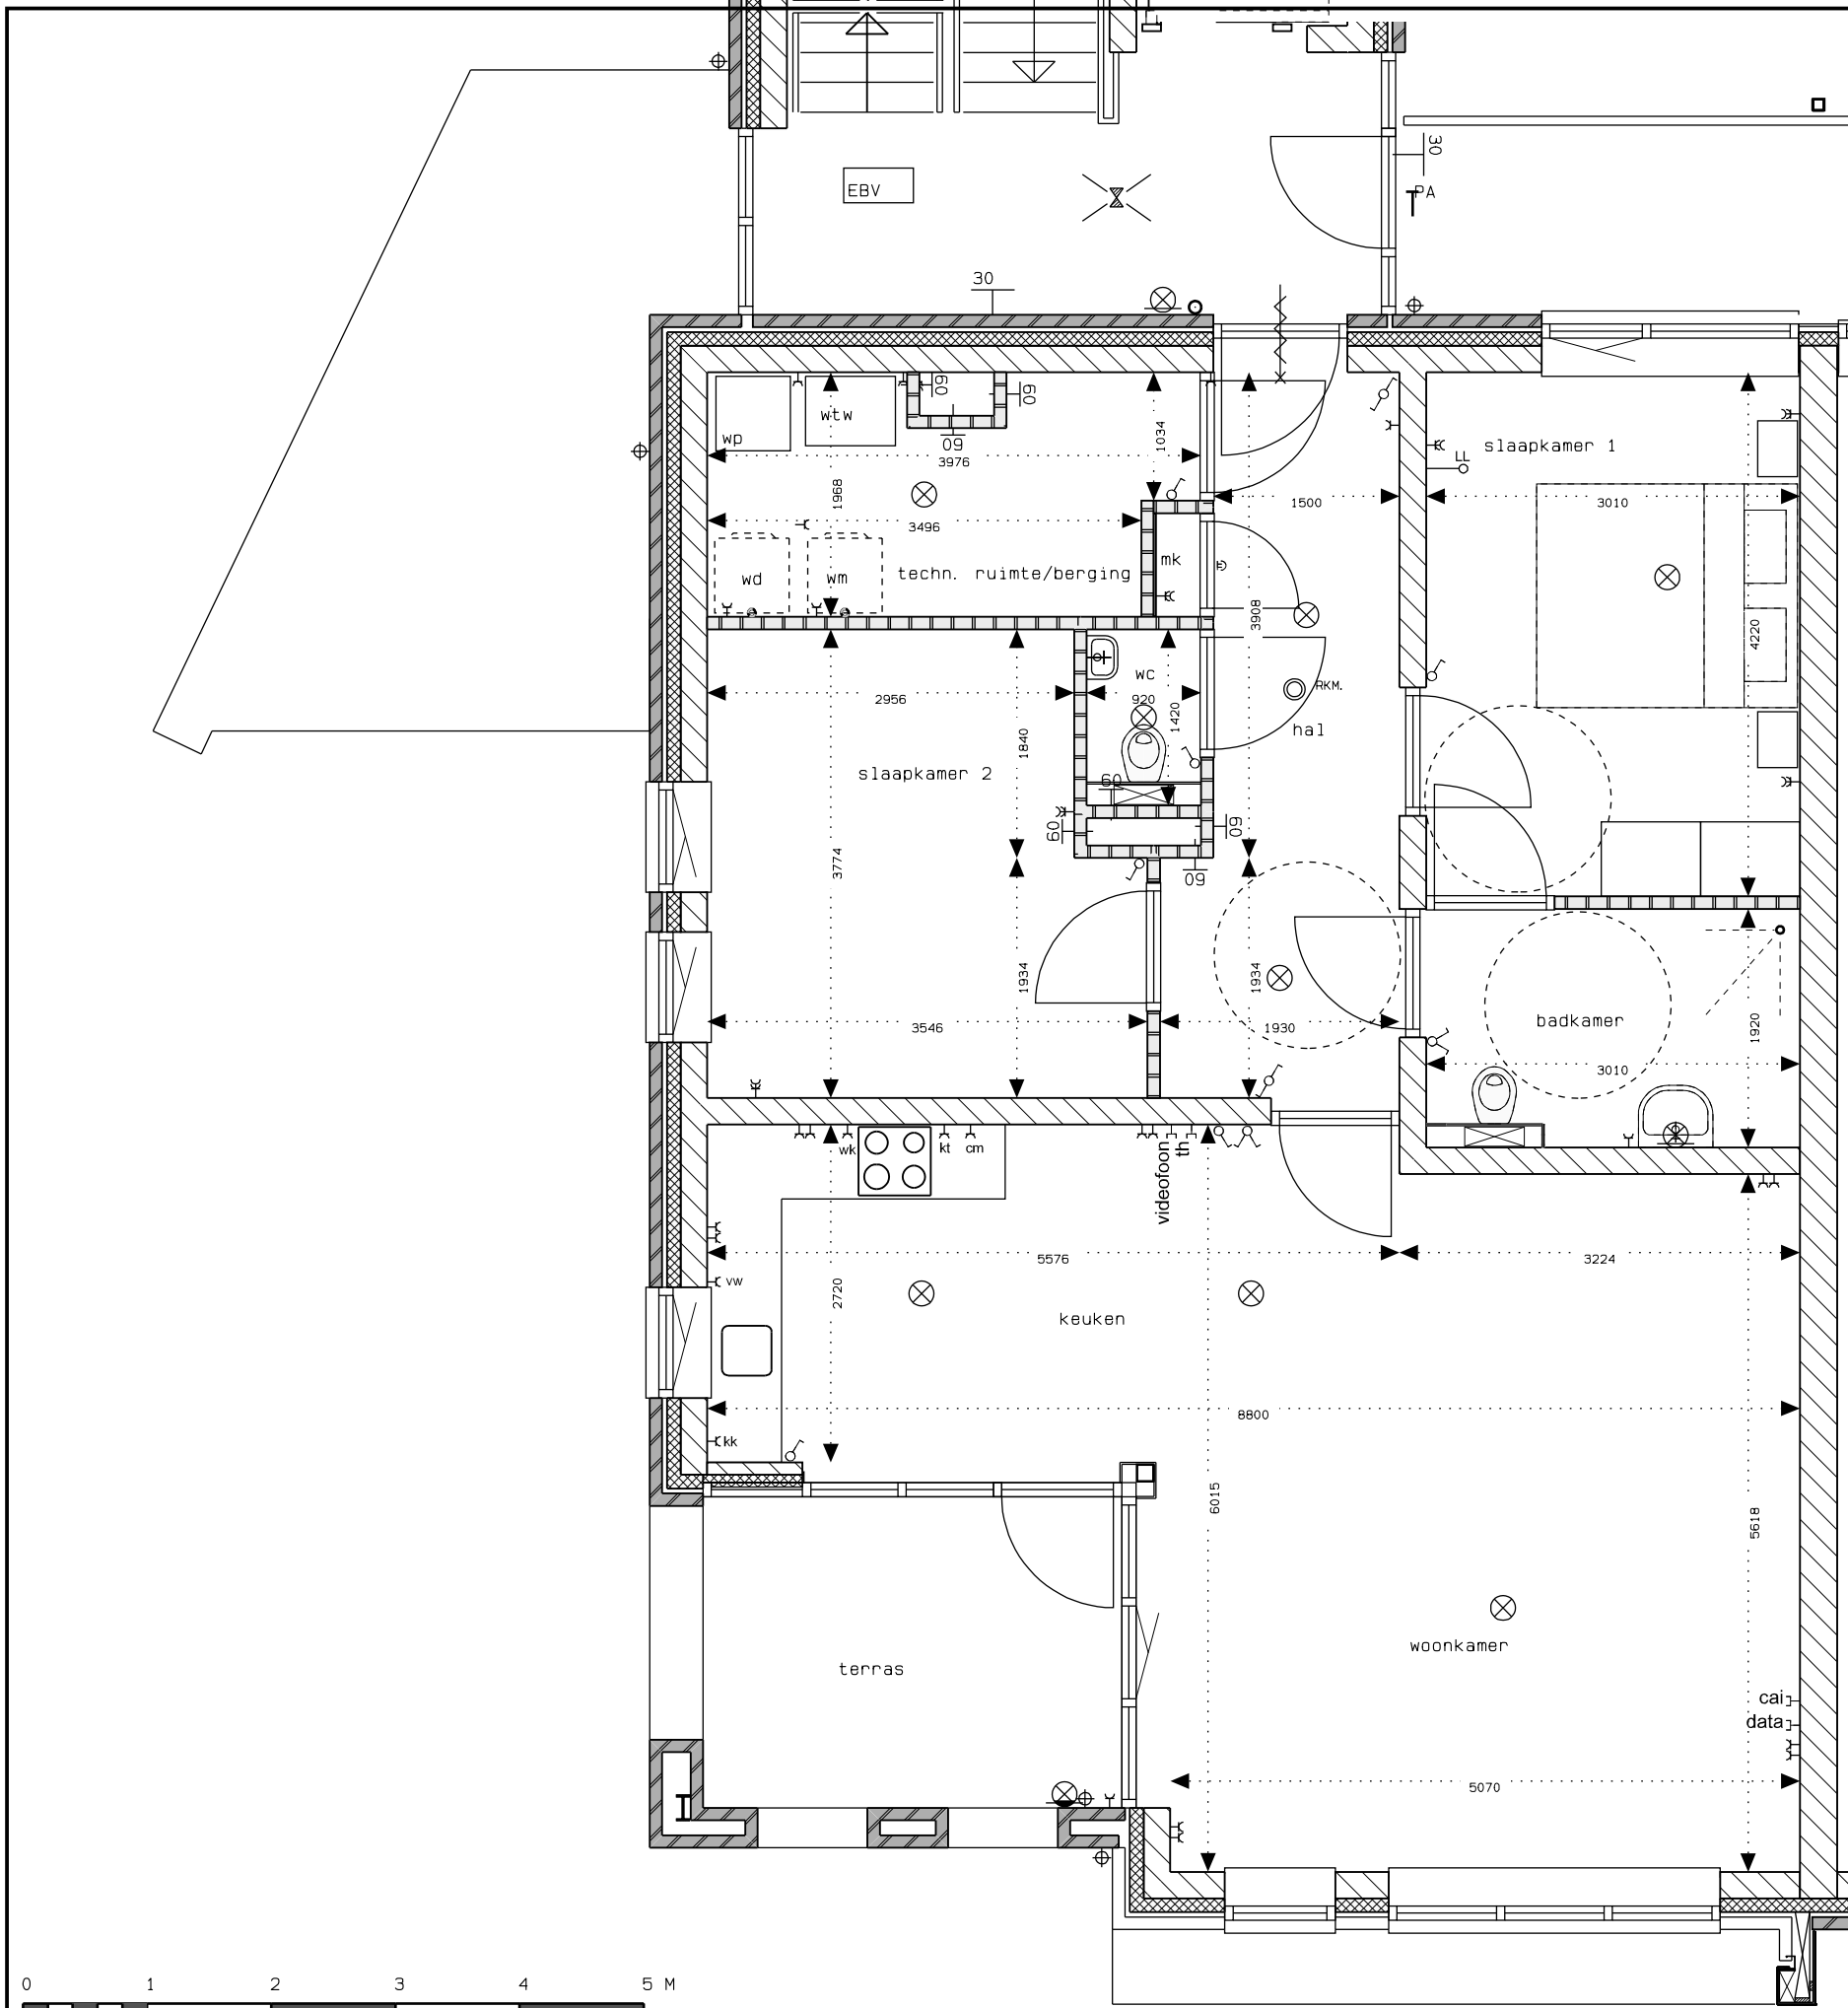 30
EBV
PA
30
60
60
wtw
wp
60
3976
1034
slaapkamer 1
LL
1968
1500
3010
3496
mk
wd
wm
techn. ruimte/berging
3908
4220
wc
RKM.
2956
920
1420
hal
1840
slaapkamer 2
60
60
60
3774
60
1934
1934
3546
1930
badkamer
1920
3010
wk
kt
cm
videofoon
th
5576
3224
vw
2720
keuken
8800
kk
6015
5618
woonkamer
terras
cai
data
5070
0 1 2 3 4 5 M